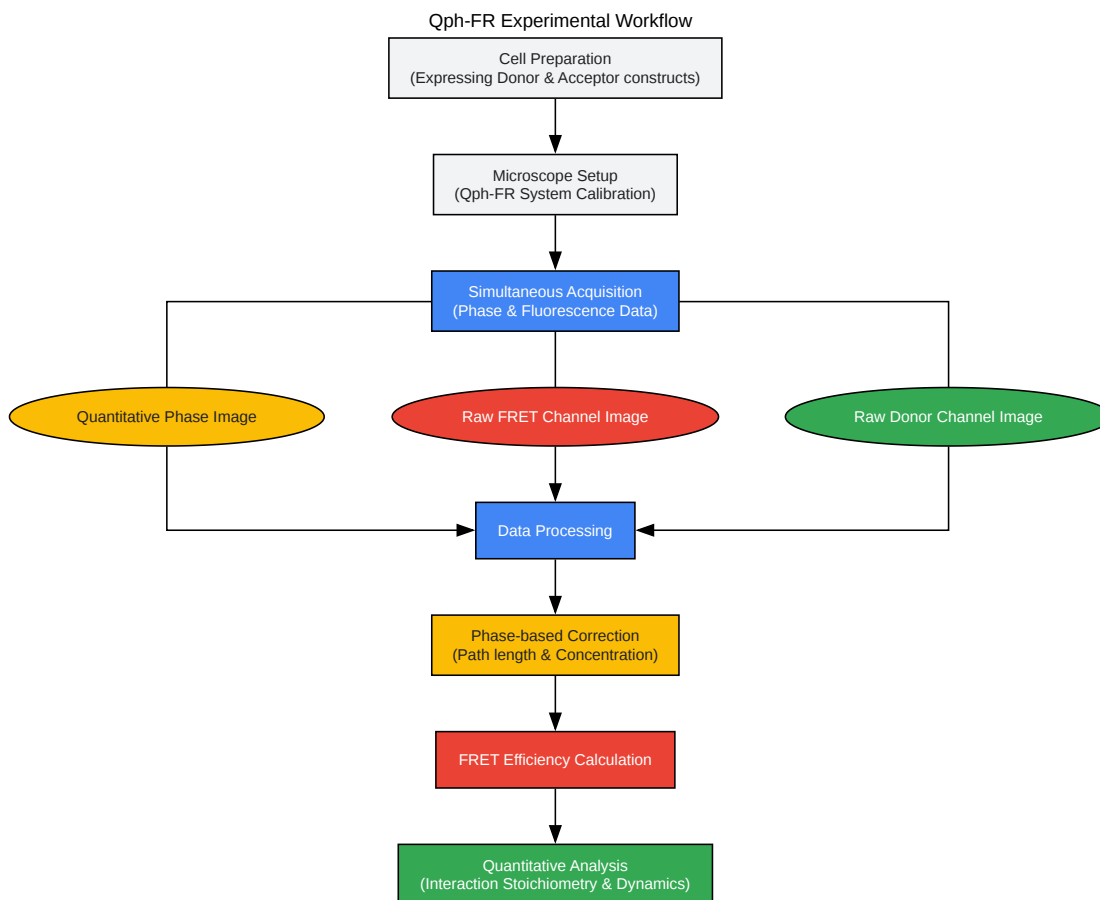 Qph-FR Experimental Workflow
Cell Preparation
(Expressing Donor & Acceptor constructs)
Microscope Setup
(Qph-FR System Calibration)
Simultaneous Acquisition
(Phase & Fluorescence Data)
Quantitative Phase Image
Raw FRET Channel Image
Raw Donor Channel Image
Data Processing
Phase-based Correction
(Path length & Concentration)
FRET Efficiency Calculation
Quantitative Analysis
(Interaction Stoichiometry & Dynamics)